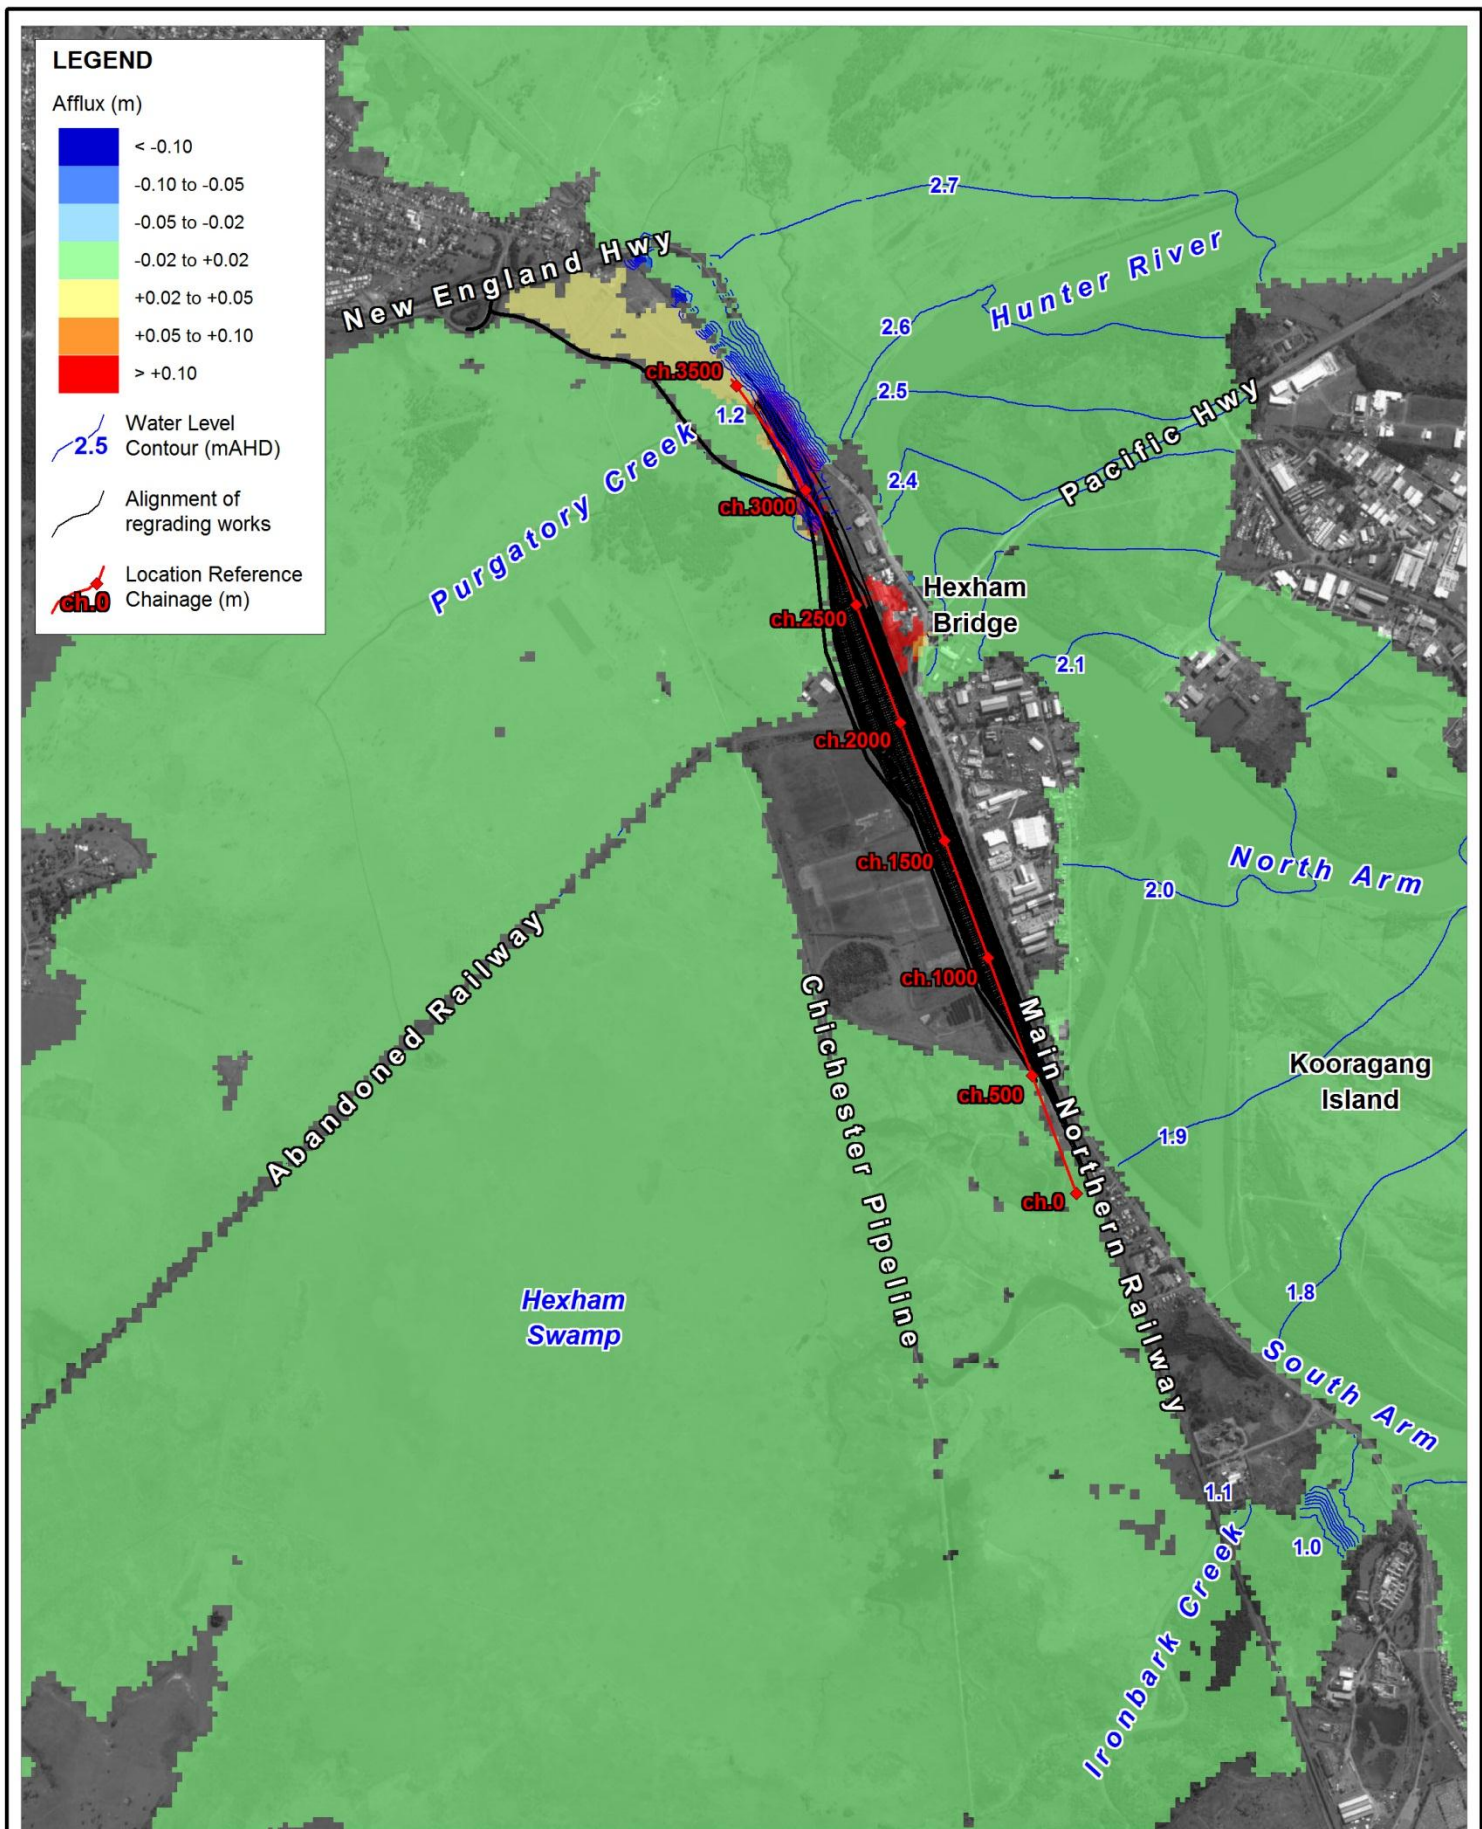 LEGEND
Afflux (m)
< -0.10
-0.10 to -0.05
-0.05 to -0.02
-0.02 to +0.02
+0.02 to +0.05
+0.05 to +0.10
> +0.10
2.5
Water Level
Contour (mAHD)
Alignment of
regrading works
ch.0
Location Reference
Chainage (m)
2.7
New England Hwy
Hunter River
2.6
ch.3500
2.5
1.2
Pacific Hwy
Purgatory Creek
2.4
ch.3000
Hexham
Bridge
ch.2500
2.1
ch.2000
ch.1500
North Arm
2.0
Abandoned Railway
ch.1000
Chichester Pipeline
Main Northern Railway
Kooragang
Island
ch.500
1.9
ch.0
Hexham
Swamp
1.8
South Arm
1.1
1.0
Ironbark Creek